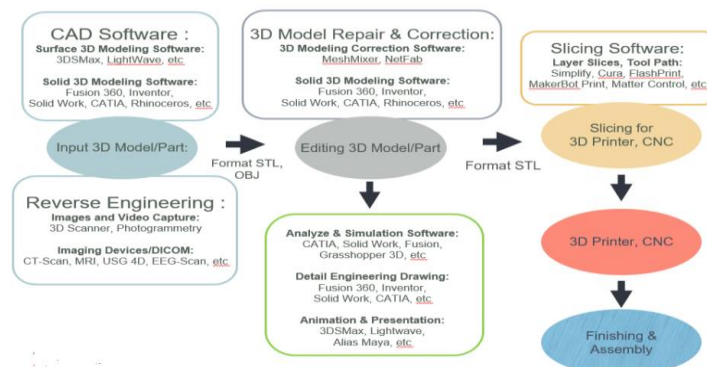 CAD Software :
Surface 3D Modeling Software:
3DSMax, LightWave, etc
Solid 3D Modeling Software:
Fusion 360, Inventor,
Solid Work, CATIA, Rhinoceros, etc
Input 3D Model/Part:
Reverse Engineering :
Images and Video Capture:
3D Scanner, Photogrammetry
Imaging Devices/DICOM:
CT-Scan, MRI, USG 4D, EEG-Scan, etc
Format STL,
OBJ
3D Model Repair & Correction:
3D Modeling Correction Software:
MeshMixer, NetFab
Solid 3D Modeling Software:
Fusion 360, Inventor,
Solid Work, CATIA, Rhinceros, etc
Editing 3D Model/Part
Analyze & Simulation Software:
CATIA, Solid Work, Fusion,
Grasshopper 3D, etc
Detail Engineering Drawing:
Fusion 360, Inventor,
Solid Work, CATIA, etc
Animation & Presentation:
3DSMax, Lightwave,
Alias Maya, etc
Format STL
Slicing Software:
Layer Slices, Tool Path:
Simplify, Cura, FlashPrint,
MakerBot Print, Matter Control, etc
Slicing for
3D Printer, CNC
3D Printer, CNC
Finishing &
Assembly